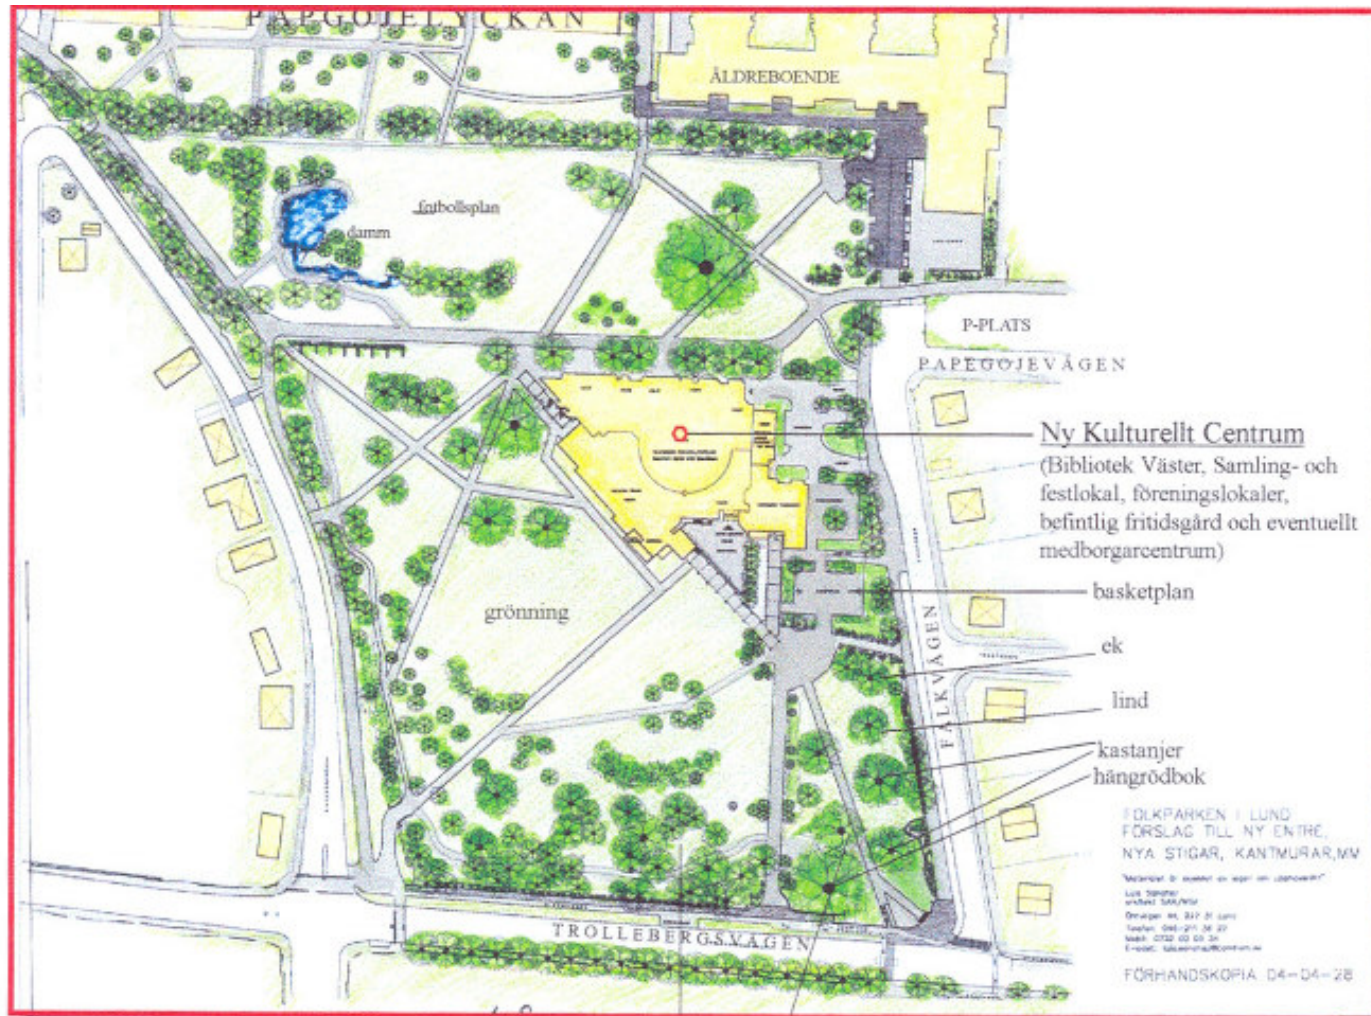 PAPGOJELYCKAN
ÄLDREBOENDE
fotbollsplan
damm
P-PLATS
PAPEGOJEVÄGEN
Ny Kulturellt Centrum
(Bibliotek Väster, Samling- och
festlokal, föreningslokaler,
befintlig fritidsgård och eventuellt
medborgarcentrum)
basketplan
grönning
ek
lind
FALKVÄGEN
kastanjer
hängrödbok
FOLKPARKEN I LUND
FÖRSLAG TILL NY ENTRE,
NYA STIGAR, KANTMURAR,MM
TROLLEBERGSVÄGEN
FÖRHANDSKOPIA 04-04-28